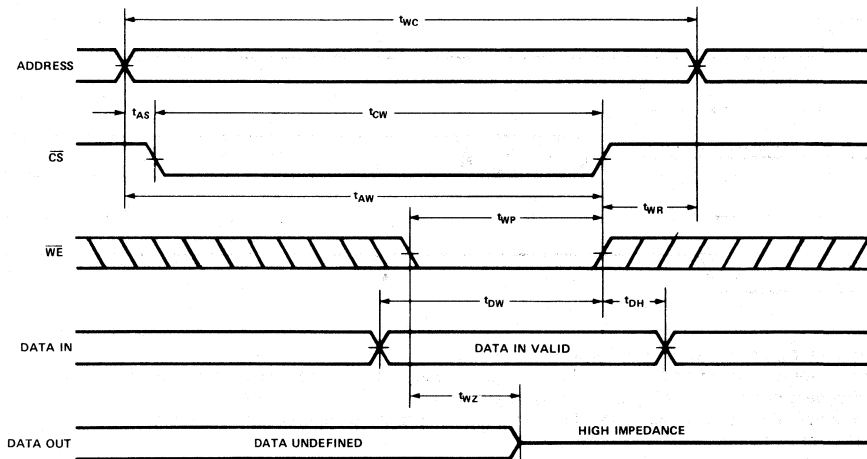 tWC
ADDRESS
tAS
tCW
CS
tAW
tWP
tWR
WE
tDW
tDH
DATA IN
DATA IN VALID
tWZ
HIGH IMPEDANCE
DATA OUT
DATA UNDEFINED